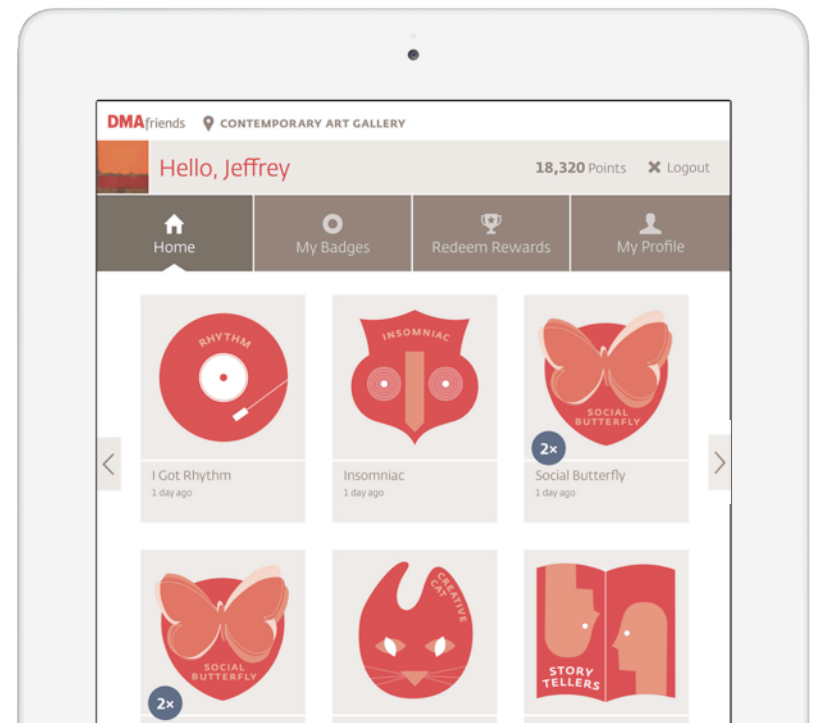 DMAfriends CONTEMPORARY ART GALLERY
Hello, Jeffrey 18,320 Points Logout
Home My Badges Redeem Rewards My Profile
RHYTHM
INSOMNIAC
SOCIAL
BUTTERFLY
2×
I Got Rhythm
1 day ago
Insomniac
1 day ago
Social Butterfly
1 day ago
SOCIAL
BUTTERFLY
2×
CREATIVE
CAT
STORY
TELLERS